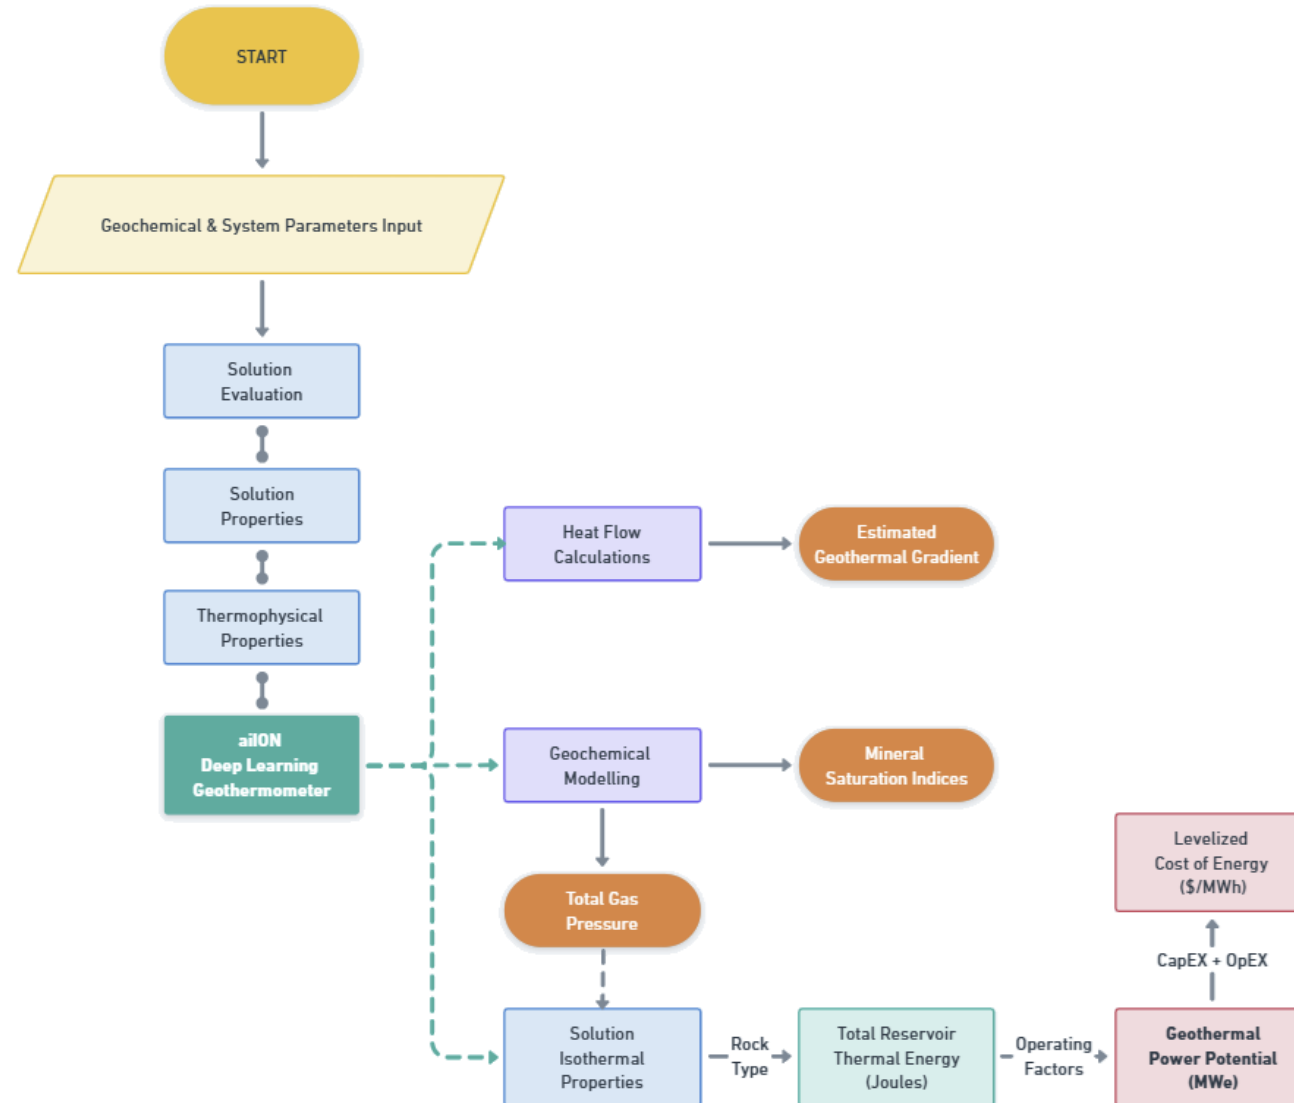 START
Geochemical & System Parameters Input
Solution
Evaluation
Solution
Properties
Thermophysical
Properties
aiION
Deep Learning
Geothermometer
Heat Flow
Calculations
Estimated
Geothermal Gradient
Geochemical
Modelling
Mineral
Saturation Indices
Total Gas
Pressure
Solution
Isothermal
Properties
Rock
Type
Total Reservoir
Thermal Energy
(Joules)
Operating
Factors
Geothermal
Power Potential
(MWe)
CapEX + OpEX
Levelized
Cost of Energy
($/MWh)